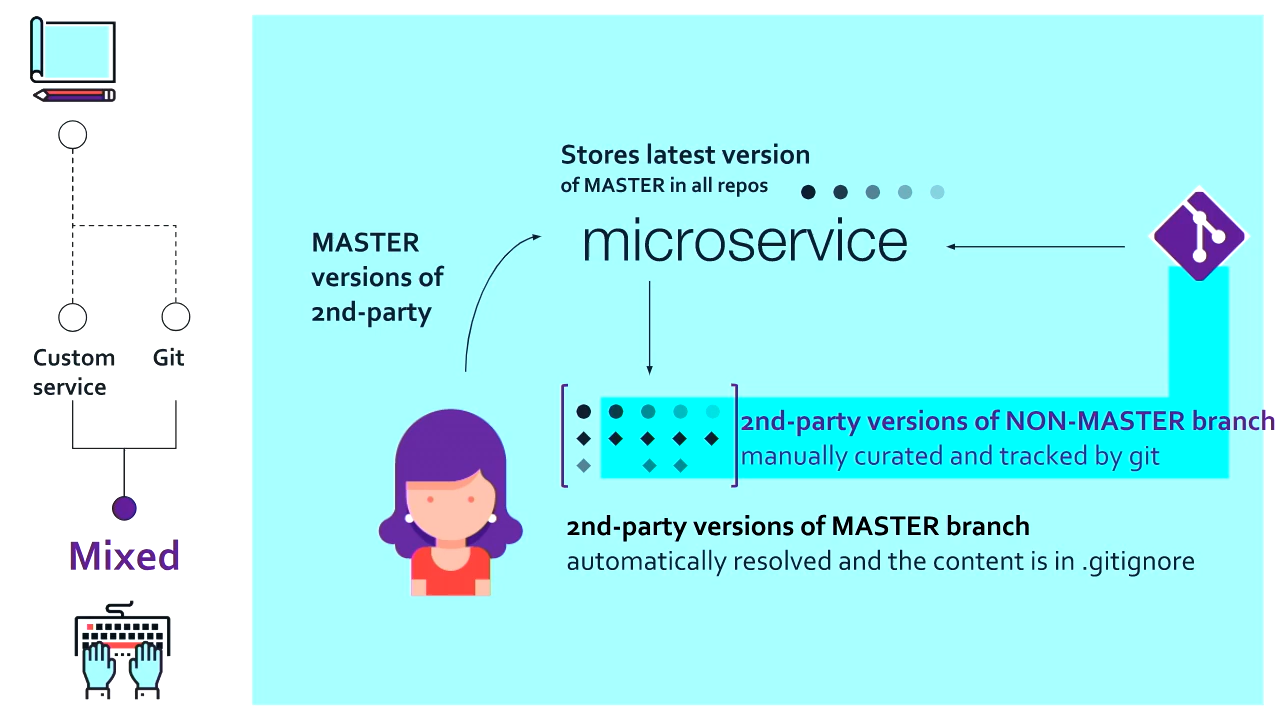 Stores latest version
of MASTER in all repos
microservice
MASTER
versions of
2nd-party
Custom
service
Git
Mixed
2nd-party versions of NON-MASTER branch
manually curated and tracked by git
2nd-party versions of MASTER branch
automatically resolved and the content is in .gitignore